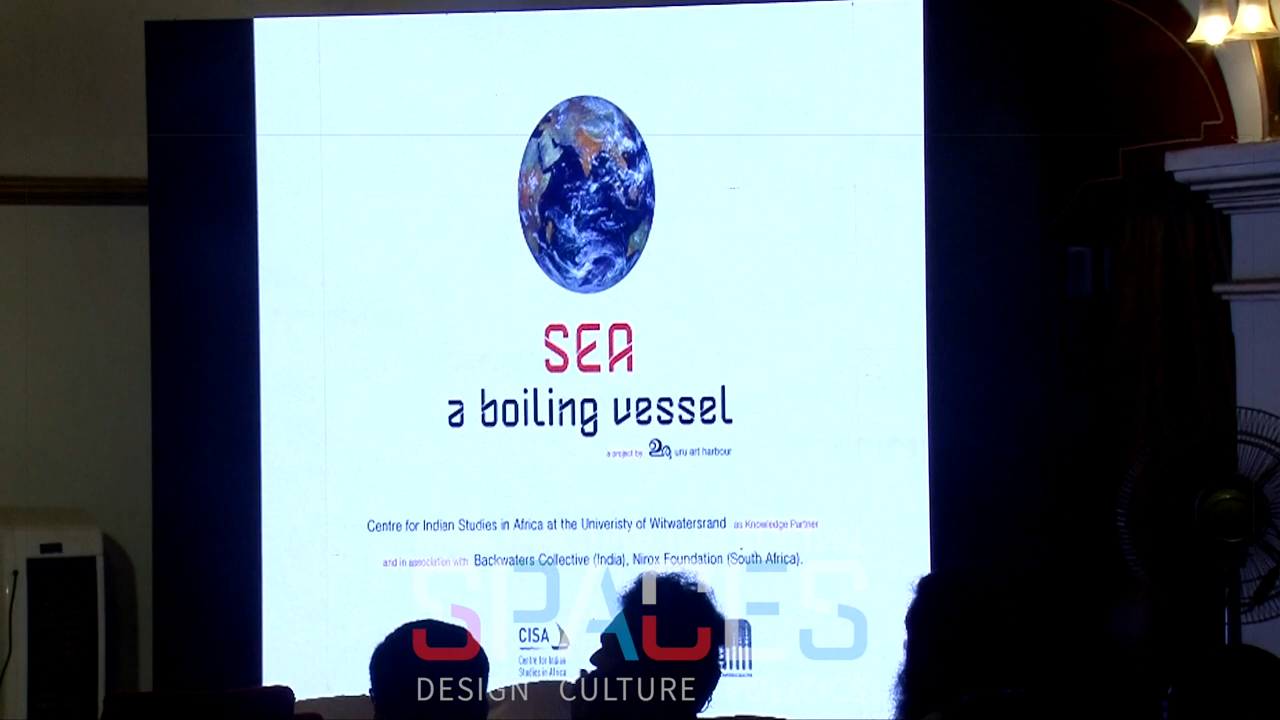 SEA
a boiling vessel
a project by ഉരു uru art harbour
Centre for Indian Studies in Africa at the Univeristy of Witwatersrand as Knowledge Partner
and in association with Backwaters Collective (India), Nirox Foundation (South Africa).
SPACES
CISA
Centre for Indian
Studies in Africa
DESIGN CULTURE